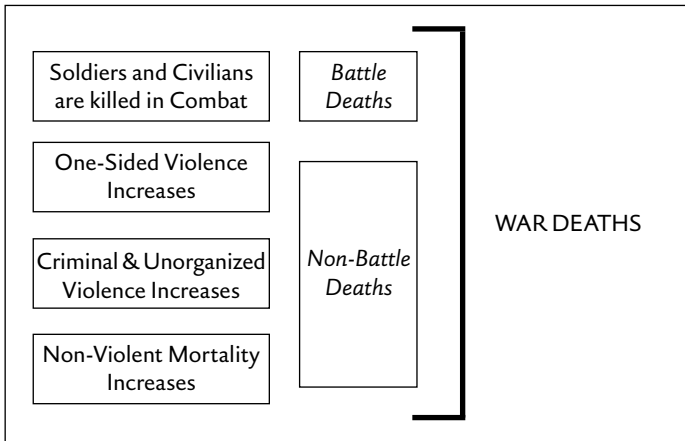 Soldiers and Civilians
are killed in Combat
Battle
Deaths
One-Sided Violence
Increases
Criminal & Unorganized
Violence Increases
Non-Battle
Deaths
Non-Violent Mortality
Increases
WAR DEATHS